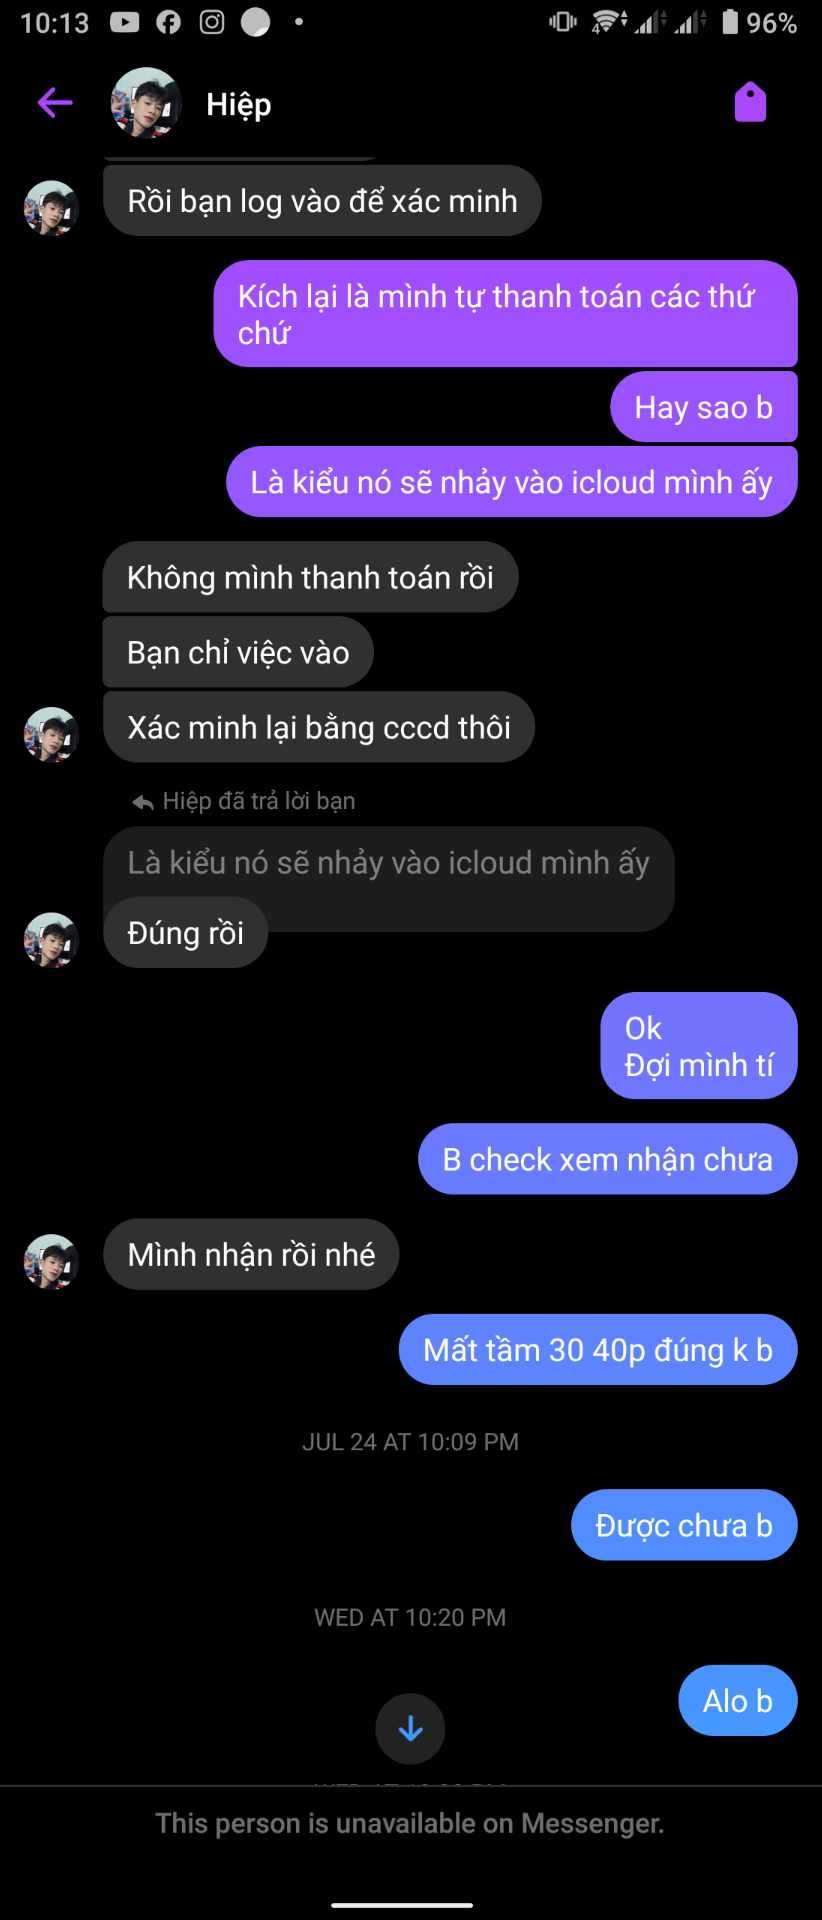 10:13
4
96%
Hiệp
Rồi bạn log vào để xác minh
Kích lại là mình tự thanh toán các thứ
chứ
Hay sao b
Là kiểu nó sẽ nhảy vào icloud mình ấy
Không mình thanh toán rồi
Bạn chỉ việc vào
Xác minh lại bằng cccd thôi
Hiệp đã trả lời bạn
Là kiểu nó sẽ nhảy vào icloud mình ấy
Đúng rồi
Ok
Đợi mình tí
B check xem nhận chưa
Mình nhận rồi nhé
Mất tầm 30 40p đúng k b
JUL 24 AT 10:09 PM
Được chưa b
WED AT 10:20 PM
Alo b
This person is unavailable on Messenger.